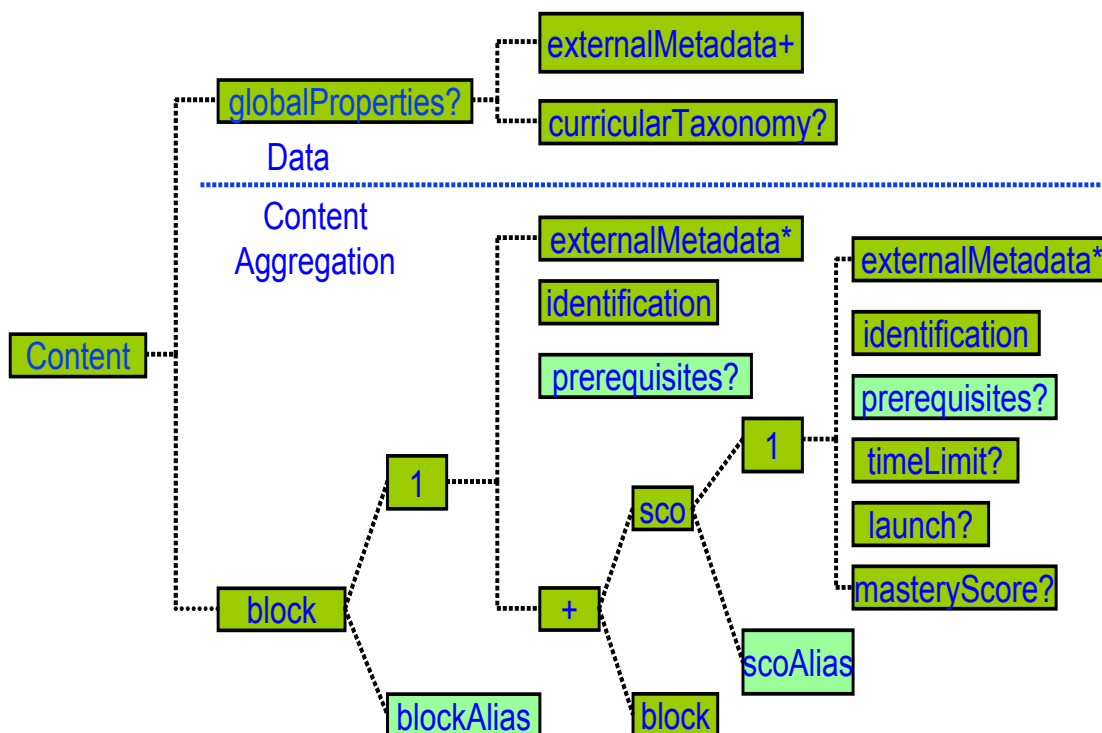 externalMetadata+
globalProperties?
curricularTaxonomy?
Data
Content
Aggregation
externalMetadata*
externalMetadata*
identification
identification
Content
prerequisites?
prerequisites?
1
timeLimit?
1
sco
launch?
masteryScore?
block
+
scoAlias
blockAlias
block